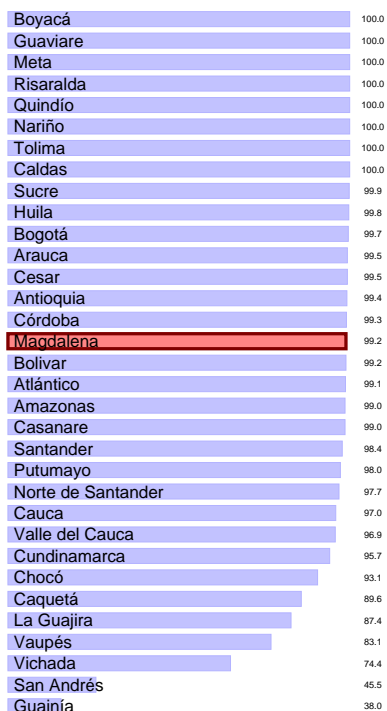 Boyacá 100.0
Guaviare 100.0
Meta 100.0
Risaralda 100.0
Quindío 100.0
Nariño 100.0
Tolima 100.0
Caldas 100.0
Sucre 99.9
Huila 99.8
Bogotá 99.7
Arauca 99.5
Cesar 99.5
Antioquia 99.4
Córdoba 99.3
Magdalena 99.2
Bolivar 99.2
Atlántico 99.1
Amazonas 99.0
Casanare 99.0
Santander 98.4
Putumayo 98.0
Norte de Santander 97.7
Cauca 97.0
Valle del Cauca 96.9
Cundinamarca 95.7
Chocó 93.1
Caquetá 89.6
La Guajira 87.4
Vaupés 83.1
Vichada 74.4
San Andrés 45.5
Guainía 38.0